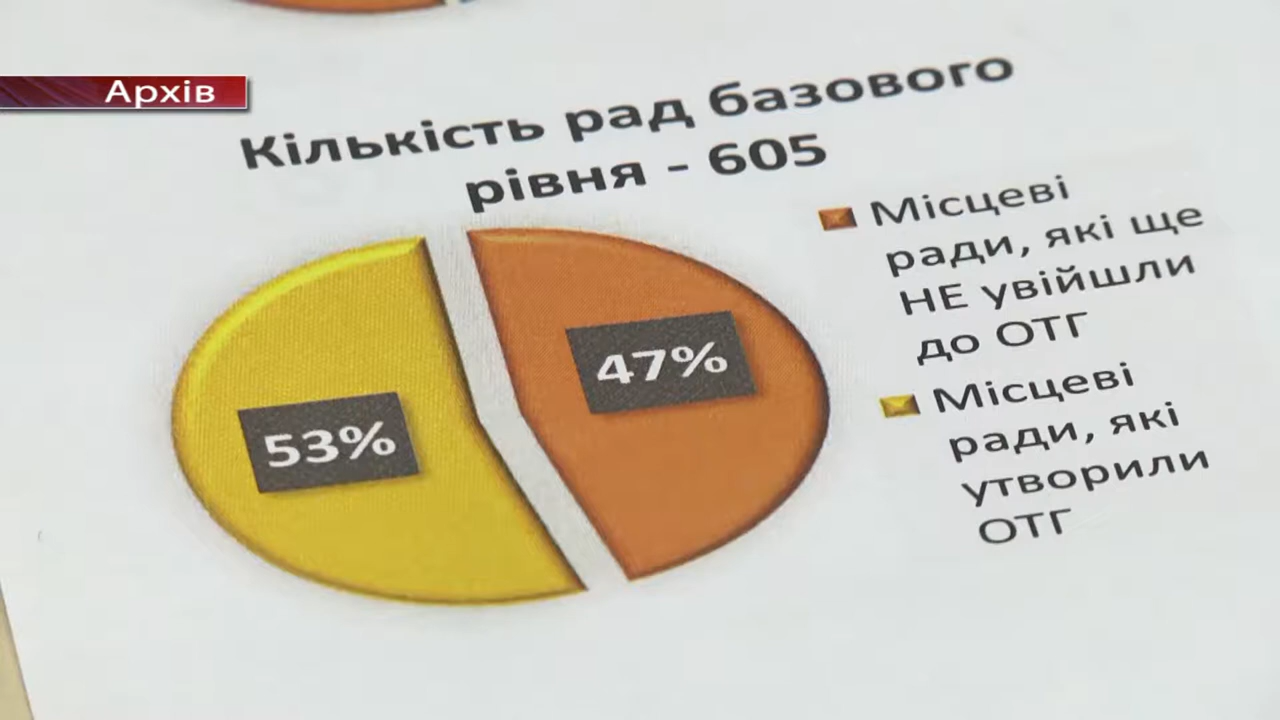 Архів
Кількість рад базового
рівня - 605
53%
47%
Місцеві
ради, які ще
НЕ увійшли
до ОТГ
Місцеві
ради, які
утворили
ОТГ